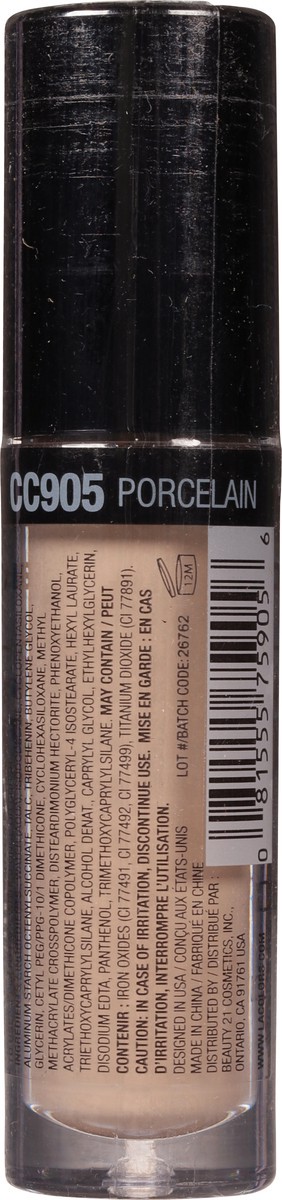 CC905 PORCELAIN
ALUMINUM STARCH OCTENYLSUCCINATE, TALC, TRIBEHENIN, BUTYLENE GLYCOL,
GLYCERIN, CETYL PEG/PPG-10/1 DIMETHICONE, CYCLOHEXASILOXANE, METHYL
METHACRYLATE CROSSPOLYMER, DISTEARDIMONIUM HECTORITE, PHENOXYETHANOL,
ACRYLATES/DIMETHICONE COPOLYMER, POLYGLYCERYL-4 ISOSTEARATE, HEXYL LAURATE,
TRIETHOXYCAPRYLYLSILANE, ALCOHOL DENAT., CAPRYLYL GLYCOL, ETHYLHEXYLGLYCERIN,
DISODIUM EDTA, PANTHENOL, TRIMETHOXYCAPRYLYLSILANE, MAY CONTAIN / PEUT
CONTENIR : IRON OXIDES (CI 77491, CI 77492, CI 77499), TITANIUM DIOXIDE (CI 77891).
CAUTION: IN CASE OF IRRITATION, DISCONTINUE USE. MISE EN GARDE : EN CAS
D'IRRITATION, INTERROMPRE L'UTILISATION.
12M
LOT #/BATCH CODE:26762
DESIGNED IN USA / CONÇU AUX ÉTATS-UNIS
MADE IN CHINA / FABRIQUÉ EN CHINE
DISTRIBUTED BY / DISTRIBUÉ PAR :
BEAUTY 21 COSMETICS, INC.,
ONTARIO, CA 91761 USA
WWW.LACOLORS.COM
0 81555 75905 6